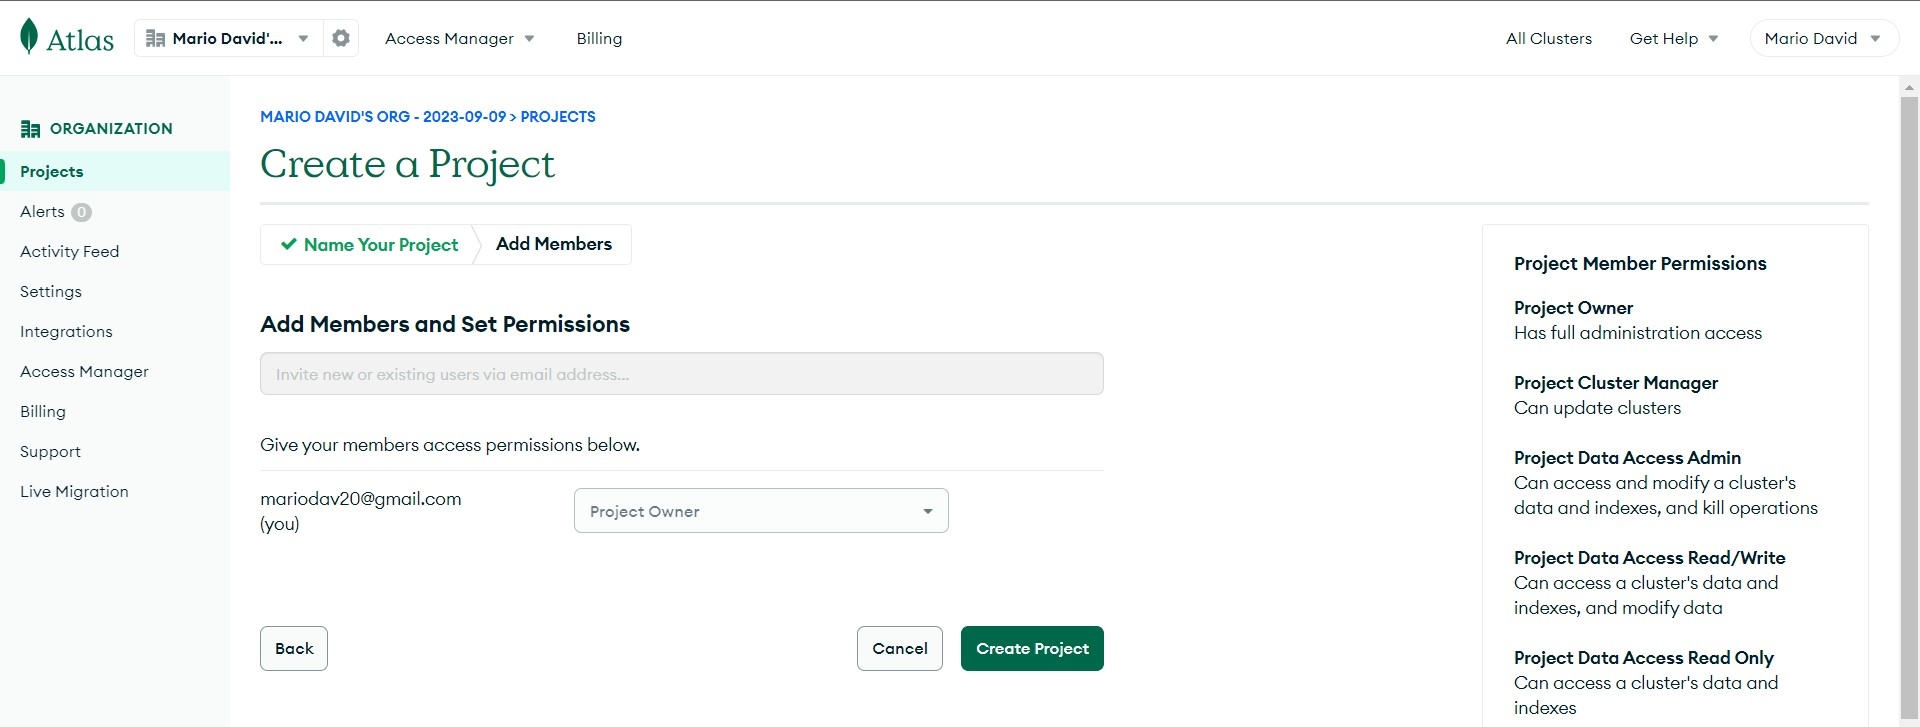 Atlas
Mario David'...
Access Manager
Billing
All Clusters
Get Help
Mario David
ORGANIZATION
Projects
Alerts 0
Activity Feed
Settings
Integrations
Access Manager
Billing
Support
Live Migration
MARIO DAVID'S ORG - 2023-09-09 > PROJECTS
Create a Project
Name Your Project
Add Members
Add Members and Set Permissions
Invite new or existing users via email address...
Give your members access permissions below.
mariodav20@gmail.com
(you)
Project Owner
Back
Cancel
Create Project
Project Member Permissions
Project Owner
Has full administration access
Project Cluster Manager
Can update clusters
Project Data Access Admin
Can access and modify a cluster's
data and indexes, and kill operations
Project Data Access Read/Write
Can access a cluster's data and
indexes, and modify data
Project Data Access Read Only
Can access a cluster's data and
indexes